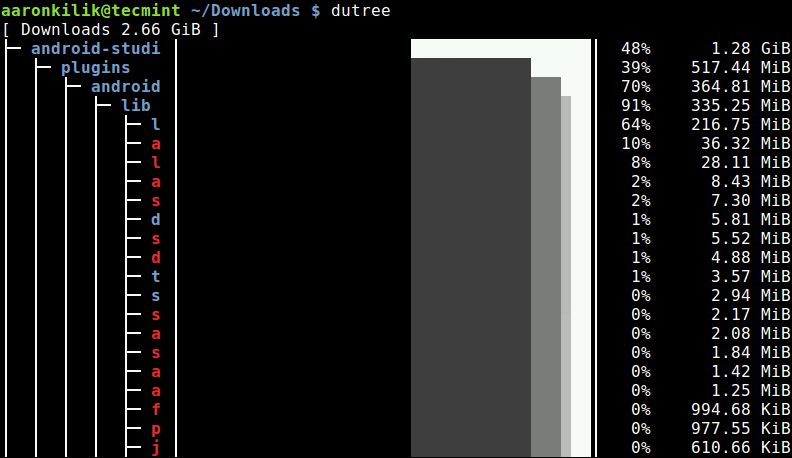 aaronkilik@tecmint ~/Downloads $ dutree
[ Downloads 2.66 GiB ]
android-studi 48% 1.28 GiB
plugins 39% 517.44 MiB
android 70% 364.81 MiB
lib 91% 335.25 MiB
l 64% 216.75 MiB
a 10% 36.32 MiB
l 8% 28.11 MiB
a 2% 8.43 MiB
s 2% 7.30 MiB
d 1% 5.81 MiB
s 1% 5.52 MiB
d 1% 4.88 MiB
t 1% 3.57 MiB
s 0% 2.94 MiB
s 0% 2.17 MiB
a 0% 2.08 MiB
s 0% 1.84 MiB
a 0% 1.42 MiB
a 0% 1.25 MiB
f 0% 994.68 KiB
p 0% 977.55 KiB
j 0% 610.66 KiB